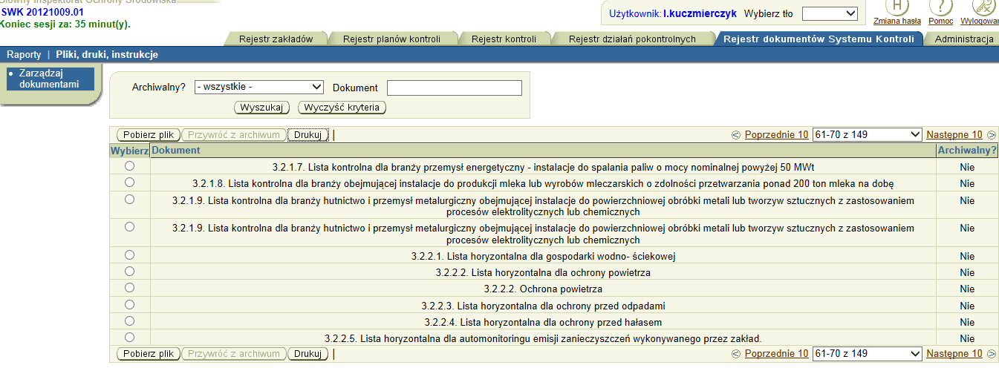 Główny Inspektorat Ochrony Środowiska
SWK 20121009.01
Koniec sesji za: 35 minut(y).
Użytkownik: l.kuczmierczyk Wybierz tło
Zmiana hasła Pomoc Wylogowan
Rejestr zakładów Rejestr planów kontroli Rejestr kontroli Rejestr działań pokontrolnych Rejestr dokumentów Systemu Kontroli Administracja
Raporty | Pliki, druki, instrukcje
Zarządzaj
dokumentami
Archiwalny? - wszystkie - Dokument
Wyszukaj Wyczyść kryteria
Pobierz plik Przywróć z archiwum Drukuj | Poprzednie 10 61-70 z 149 Następne 10
Wybierz Dokument Archiwalny?
3.2.1.7. Lista kontrolna dla branży przemysł energetyczny - instalacje do spalania paliw o mocy nominalnej powyżej 50 MWt Nie
3.2.1.8. Lista kontrolna dla branży obejmującej instalacje do produkcji mleka lub wyrobów mleczarskich o zdolności przetwarzania ponad 200 ton mleka na dobę Nie
3.2.1.9. Lista kontrolna dla branży hutnictwo i przemysł metalurgiczny obejmującej instalacje do powierzchniowej obróbki metali lub tworzyw sztucznych z zastosowaniem Nie
procesów elektrolitycznych lub chemicznych
3.2.1.9. Lista kontrolna dla branży hutnictwo i przemysł metalurgiczny obejmującej instalacje do powierzchniowej obróbki metali lub tworzyw sztucznych z zastosowaniem Nie
procesów elektrolitycznych lub chemicznych
3.2.2.1. Lista horyzontalna dla gospodarki wodno- ściekowej Nie
3.2.2.2. Lista horyzontalna dla ochrony powietrza Nie
3.2.2.2. Ochrona powietrza Nie
3.2.2.3. Lista horyzontalna dla ochrony przed odpadami Nie
3.2.2.4. Lista horyzontalna dla ochrony przed hałasem Nie
3.2.2.5. Lista horyzontalna dla automonitoringu emisji zanieczyszczeń wykonywanego przez zakład. Nie
Pobierz plik Przywróć z archiwum Drukuj | Poprzednie 10 61-70 z 149 Następne 10